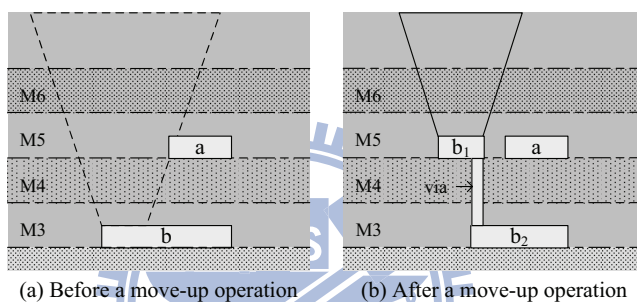 M6
M5
a
M4
M3
b
(a) Before a move-up operation
M6
M5
b₁
a
M4
via
M3
b₂
(b) After a move-up operation